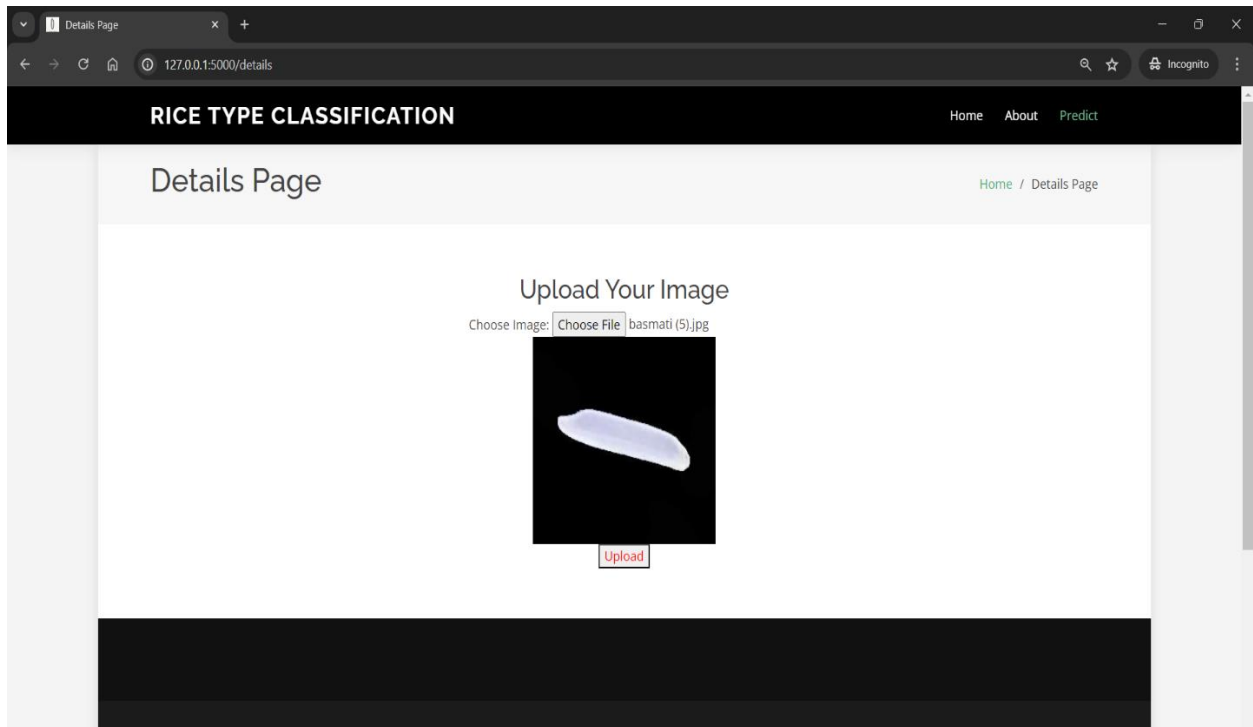 Details Page
127.0.0.1:5000/details
Incognito
RICE TYPE CLASSIFICATION
Home About Predict
Details Page
Home / Details Page
Upload Your Image
Choose Image: Choose File basmati (5).jpg
Upload